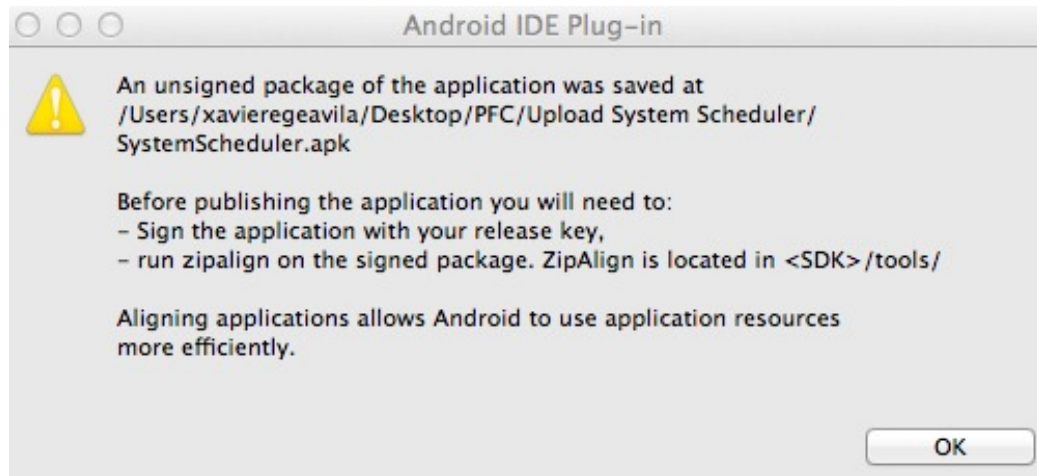 Android IDE Plug-in
An unsigned package of the application was saved at
/Users/xavieregeavila/Desktop/PFC/Upload System Scheduler/
SystemScheduler.apk
Before publishing the application you will need to:
- Sign the application with your release key,
- run zipalign on the signed package. ZipAlign is located in <SDK>/tools/
Aligning applications allows Android to use application resources
more efficiently.
OK